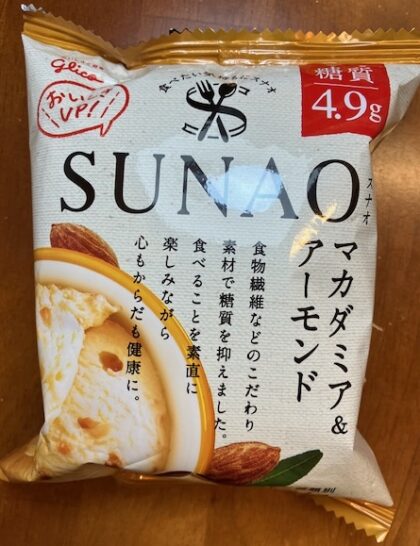 Glico
おいしさ
UP!
食べたい気持ちにスナオ
糖質
4.9g
SUNAO
スナオ
マカダミア&
アーモンド
食物繊維などのこだわり
素材で糖質を抑えました。
食べることを素直に
楽しみながら
心もからだも健康に。